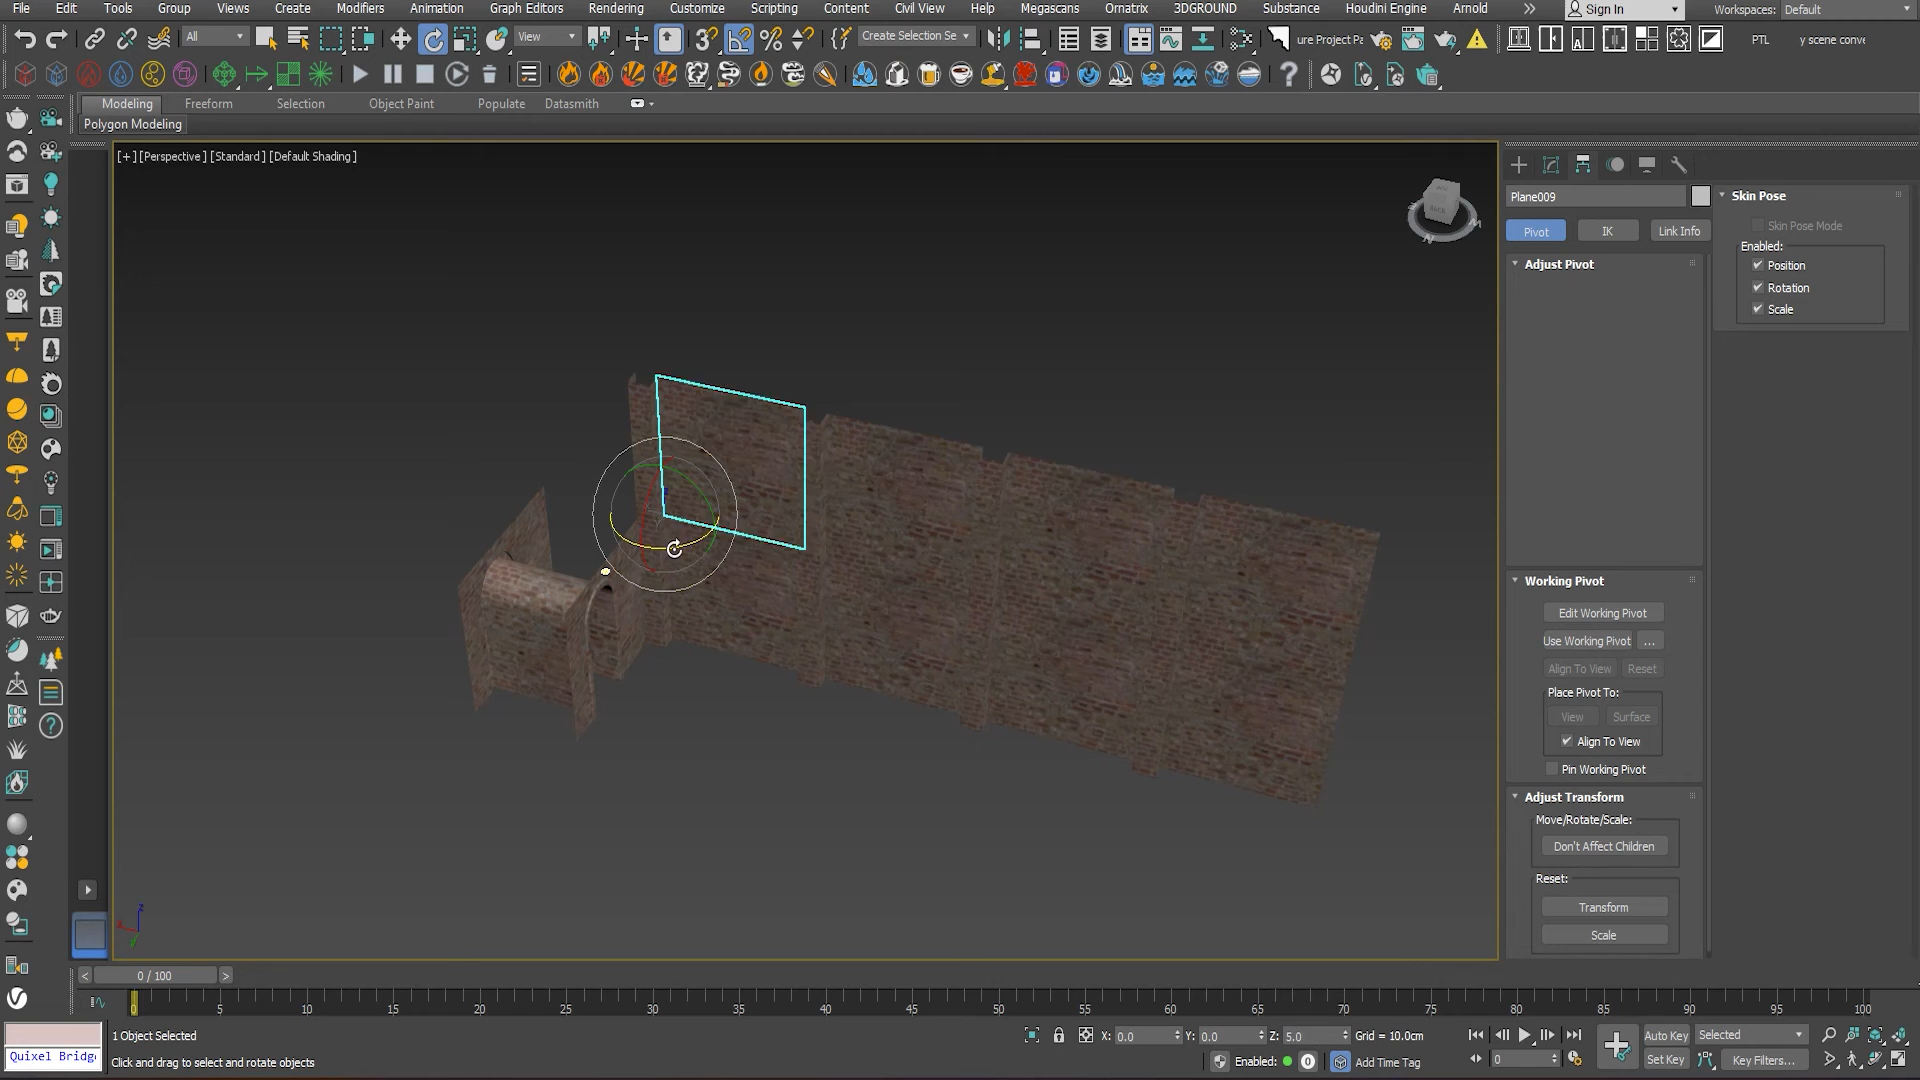 File Edit Tools Group Views Create Modifiers Animation Graph Editors Rendering Customize Scripting Content Civil View Help Megascans Ornatrix 3DGROUND Substance Houdini Engine Arnold Sign In Workspaces: Default
All View Create Selection Se ure Project Pa PTL y scene conve
Modeling Freeform Selection Object Paint Populate Datasmith
Polygon Modeling
[+] [Perspective] [Standard] [Default Shading]
Plane009
Skin Pose
Skin Pose Mode
Pivot IK Link Info
Enabled:
Adjust Pivot
Position
Rotation
Scale
BACK
Working Pivot
Edit Working Pivot
Use Working Pivot ...
Align To View Reset
Place Pivot To:
View Surface
Align To View
Pin Working Pivot
Adjust Transform
Move/Rotate/Scale:
Don't Affect Children
Reset:
Transform
Scale
< 0 / 100 >
0 5 10 15 20 25 30 35 40 45 50 55 60 65 70 75 80 85 90 95 100
1 Object Selected X: 0.0 Y: 0.0 Z: 5.0 Grid = 10.0cm Auto Key Selected
Quixel Bridg Click and drag to select and rotate objects Enabled: 0 Add Time Tag 0 Set Key Key Filters...